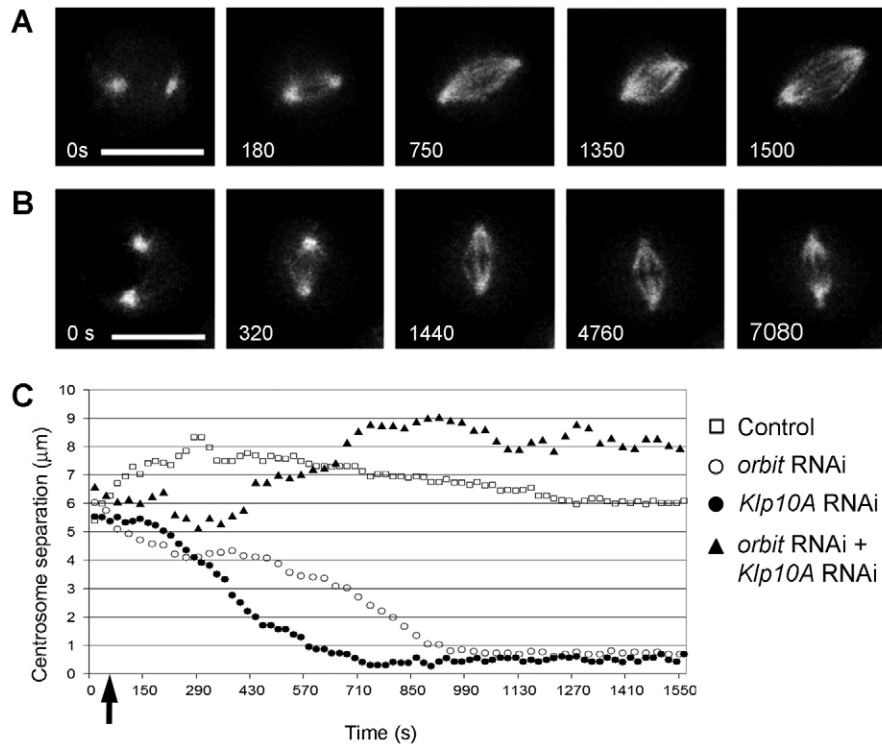 A
0s
180
750
1350
1500
B
0 s
320
1440
4760
7080
C
Centrosome separation (µm)
10
9
8
7
6
5
4
3
2
1
0
0 150 290 430 570 710 850 990 1130 1270 1410 1550
Time (s)
Control
orbit RNAi
Klp10A RNAi
orbit RNAi +
Klp10A RNAi